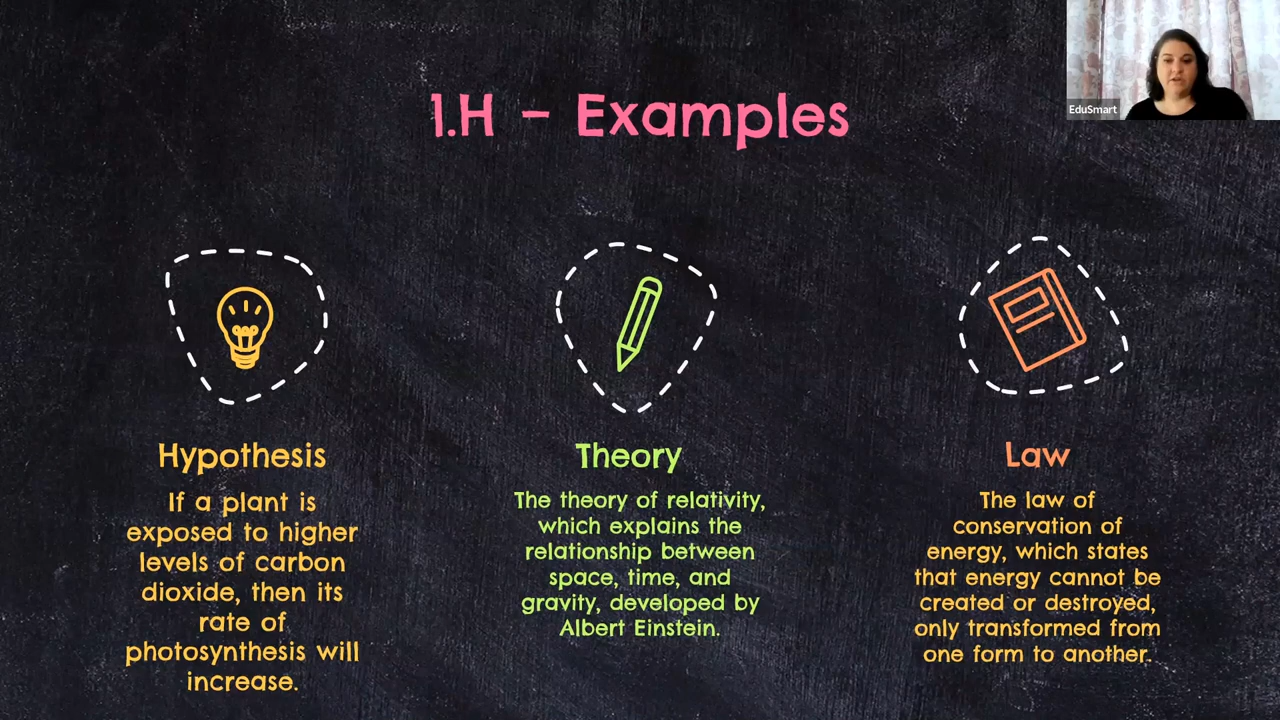 1.H - Examples
EduSmart
Hypothesis
If a plant is
exposed to higher
levels of carbon
dioxide, then its
rate of
photosynthesis will
increase.
Theory
The theory of relativity,
which explains the
relationship between
space, time, and
gravity, developed by
Albert Einstein.
Law
The law of
conservation of
energy, which states
that energy cannot be
created or destroyed,
only transformed from
one form to another.